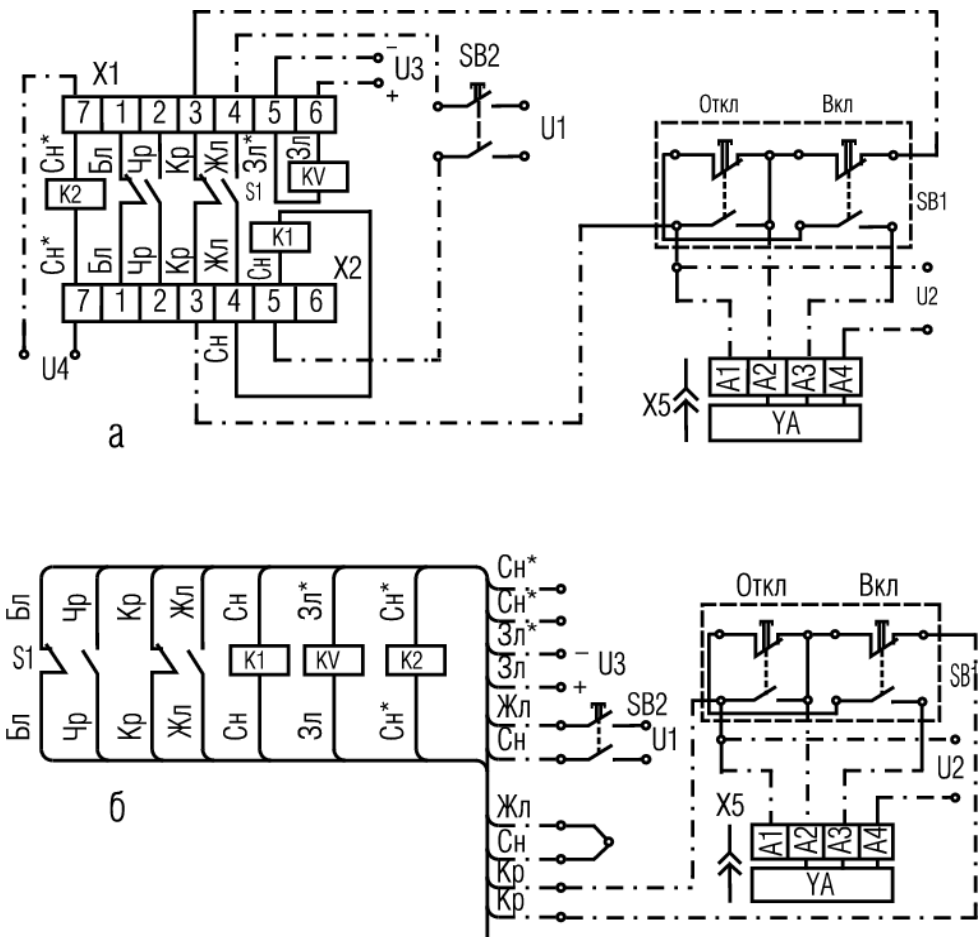 X1
− U3
+
SB2
U1
7 1 2 3 4 5 6
Сн* Бл Чр Кр Жл Зл* Зл
K2
S1
KV
K1
Сн* Бл Чр Кр Жл Сн
X2
7 1 2 3 4 5 6
U4
Сн
а
Откл Вкл
SB1
U2
A1 A2 A3 A4
X5
YA
Бл Чр Кр Жл Сн Зл* Сн*
S1
K1 KV K2
Бл Чр Кр Жл Сн Зл Сн*
б
Сн*
Сн*
Зл* − U3
Зл +
Жл SB2
Сн U1
Жл
Сн
Кр
Кр
Откл Вкл
SB1
U2
X5
A1 A2 A3 A4
YA